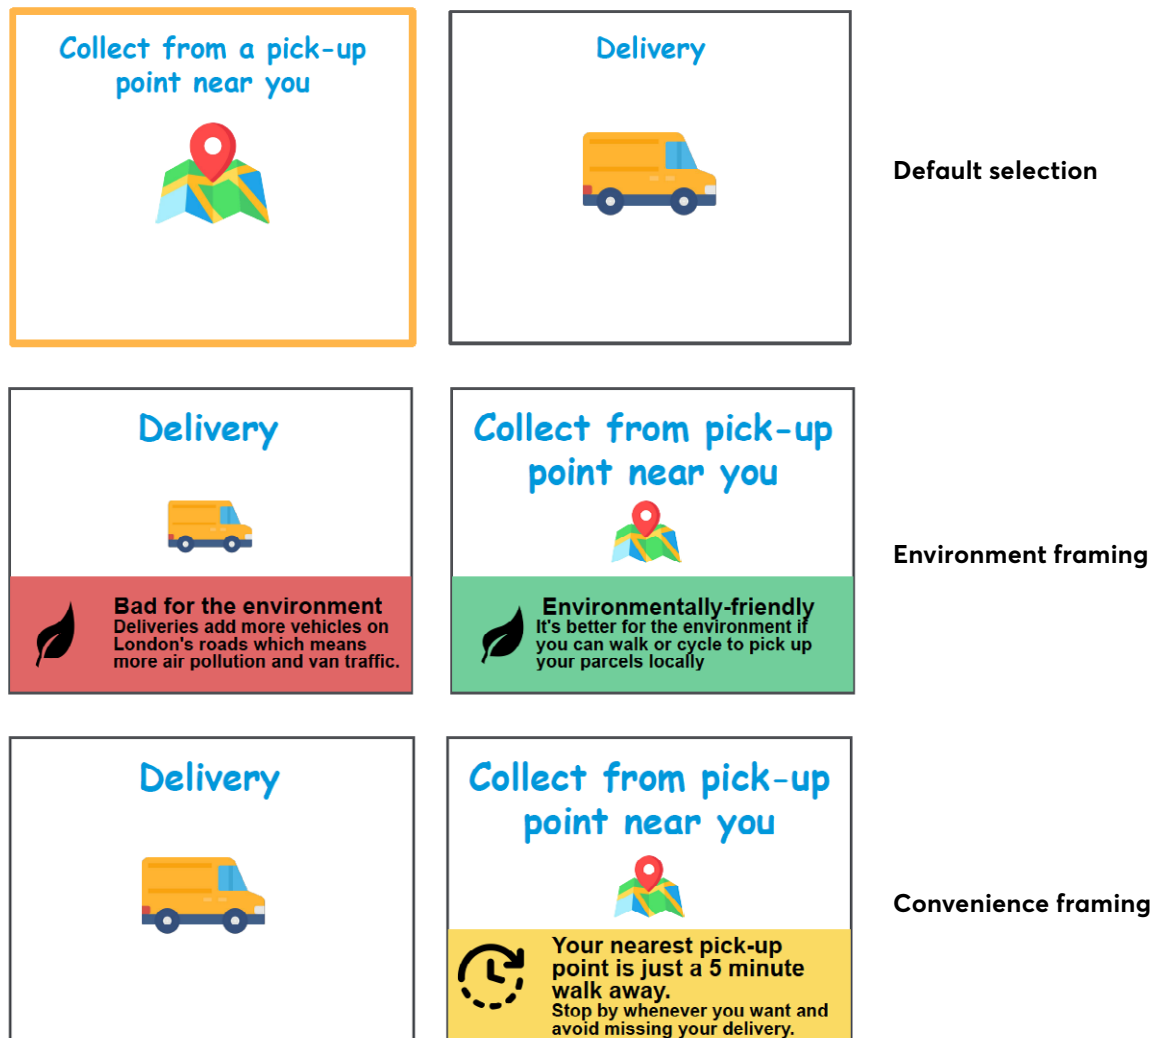 Collect from a pick-up
point near you
Delivery
Default selection
Delivery
Collect from pick-up
point near you
Environment framing
Bad for the environment
Deliveries add more vehicles on
London's roads which means
more air pollution and van traffic.
Environmentally-friendly
It's better for the environment if
you can walk or cycle to pick up
your parcels locally
Delivery
Collect from pick-up
point near you
Convenience framing
Your nearest pick-up
point is just a 5 minute
walk away.
Stop by whenever you want and
avoid missing your delivery.